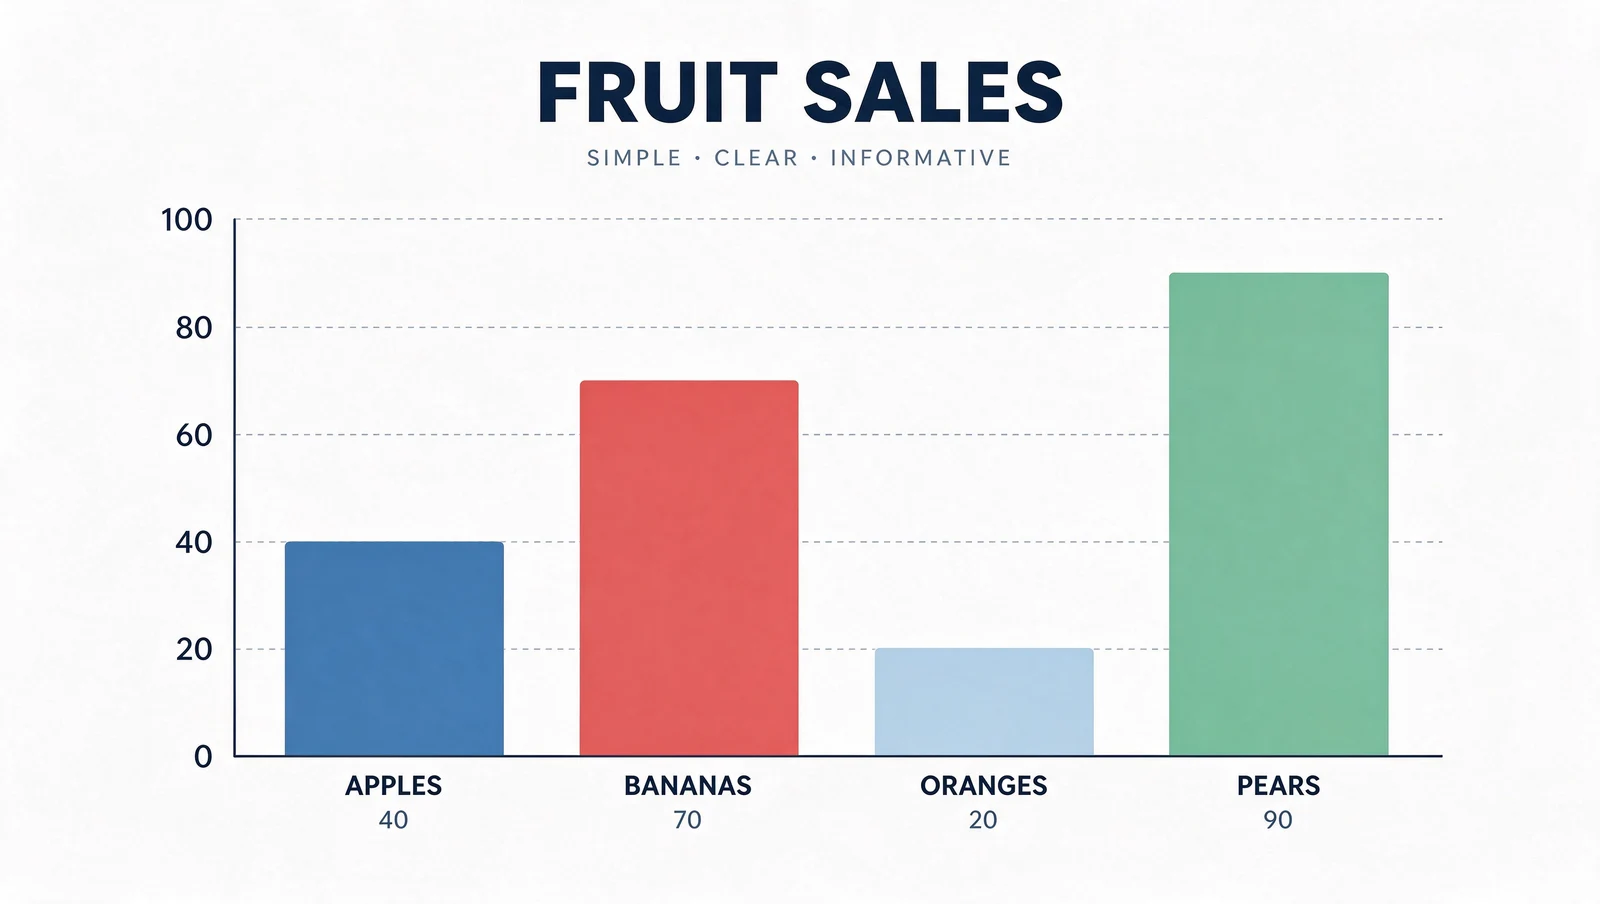 FRUIT SALES
SIMPLE • CLEAR • INFORMATIVE
100
80
60
40
20
0
APPLES BANANAS ORANGES PEARS
40 70 20 90